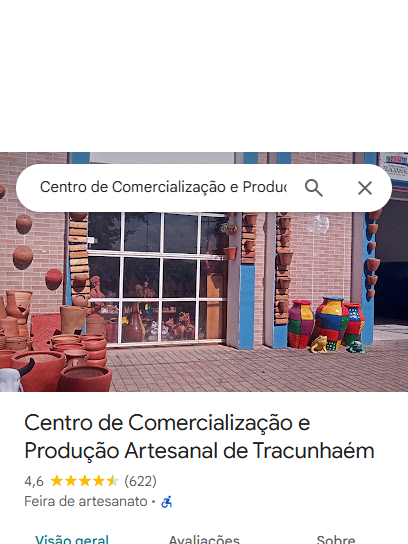 Centro de Comercialização e Produç
Centro de Comercialização e
Produção Artesanal de Tracunhaém
4,6 (622)
Feira de artesanato ·
Visão geral Avaliações Sobre